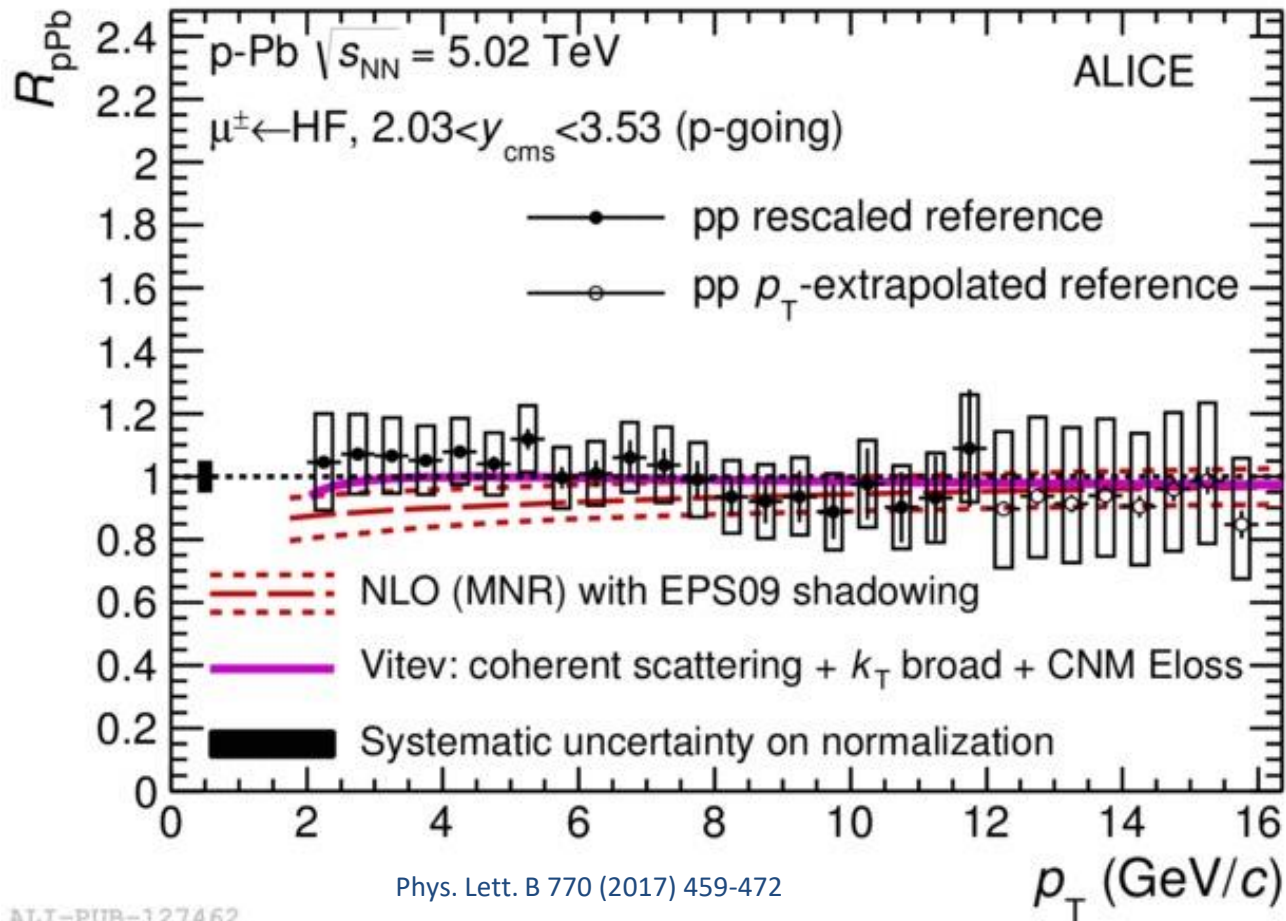 R_pPb
2.4
2.2
2
1.8
1.6
1.4
1.2
1
0.8
0.6
0.4
0.2
0
p-Pb √s_NN = 5.02 TeV
ALICE
μ±←HF, 2.03<y_cms<3.53 (p-going)
pp rescaled reference
pp p_T-extrapolated reference
NLO (MNR) with EPS09 shadowing
Vitev: coherent scattering + k_T broad + CNM Eloss
Systematic uncertainty on normalization
0 2 4 6 8 10 12 14 16
p_T (GeV/c)
Phys. Lett. B 770 (2017) 459-472
ALI-PUB-127462